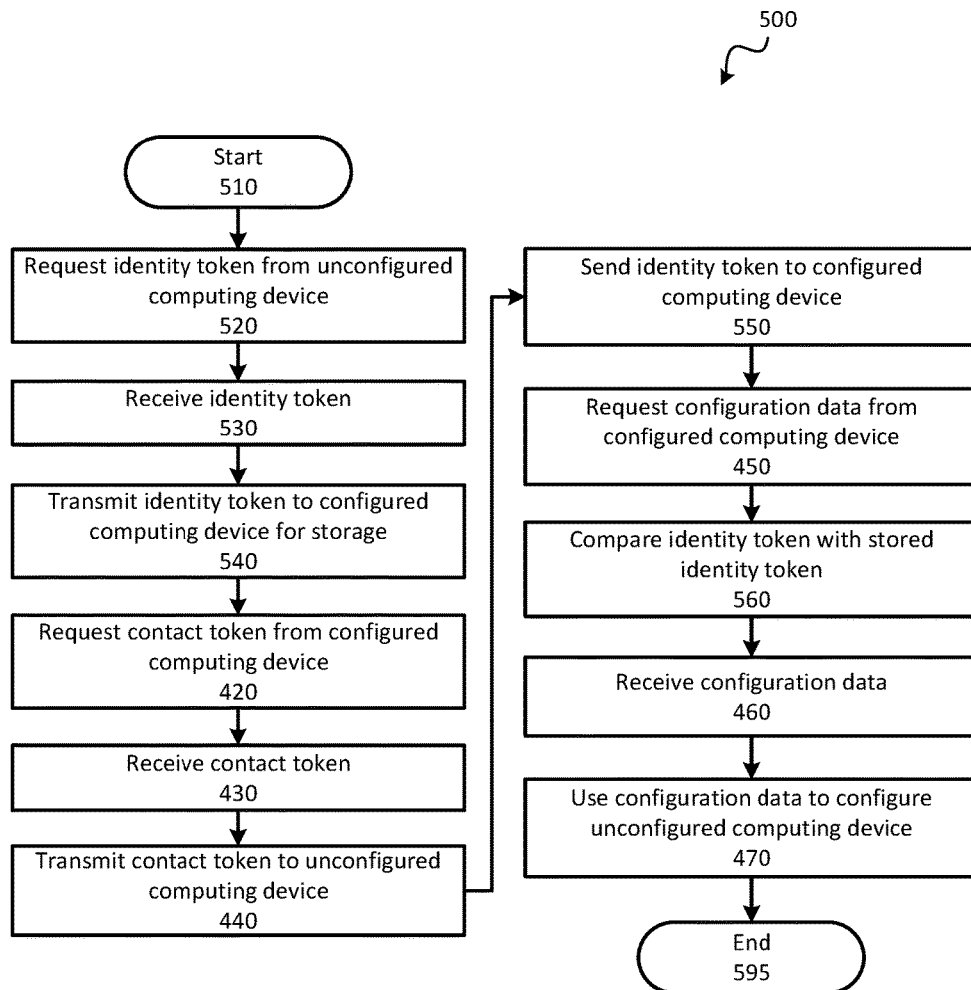 500
Start
510
Request identity token from unconfigured
computing device
520
Receive identity token
530
Transmit identity token to configured
computing device for storage
540
Request contact token from configured
computing device
420
Receive contact token
430
Transmit contact token to unconfigured
computing device
440
Send identity token to configured
computing device
550
Request configuration data from
configured computing device
450
Compare identity token with stored
identity token
560
Receive configuration data
460
Use configuration data to configure
unconfigured computing device
470
End
595